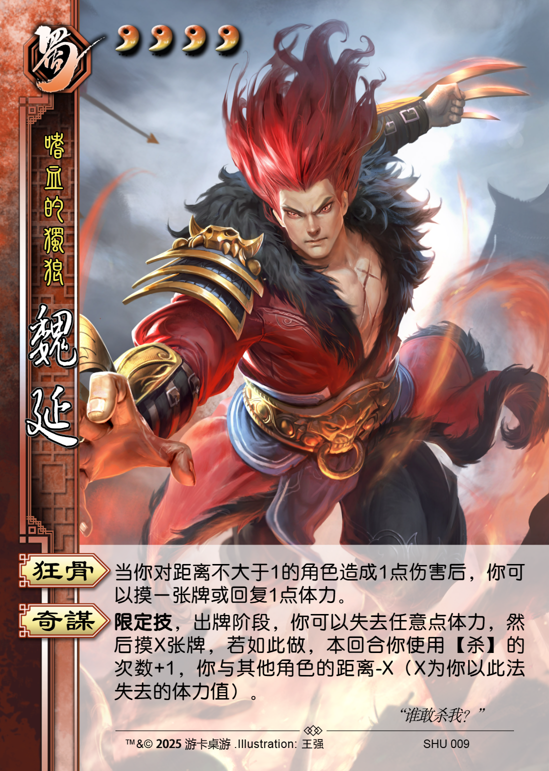 蜀
嗜血的獨狼
魏延
狂骨
当你对距离不大于1的角色造成1点伤害后，你可
以摸一张牌或回复1点体力。
奇謀
限定技，出牌阶段，你可以失去任意点体力，然
后摸X张牌，若如此做，本回合你使用【杀】的
次数+1，你与其他角色的距离-X（X为你以此法
失去的体力值）。
“谁敢杀我？”
™&© 2025 游卡桌游 .Illustration: 王强
SHU 009